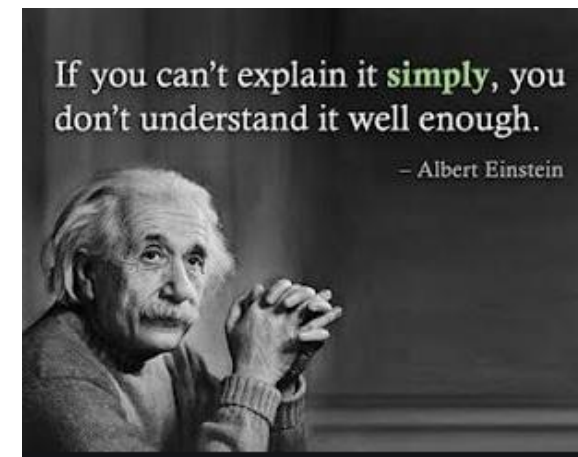 If you can’t explain it simply, you
don’t understand it well enough.
– Albert Einstein